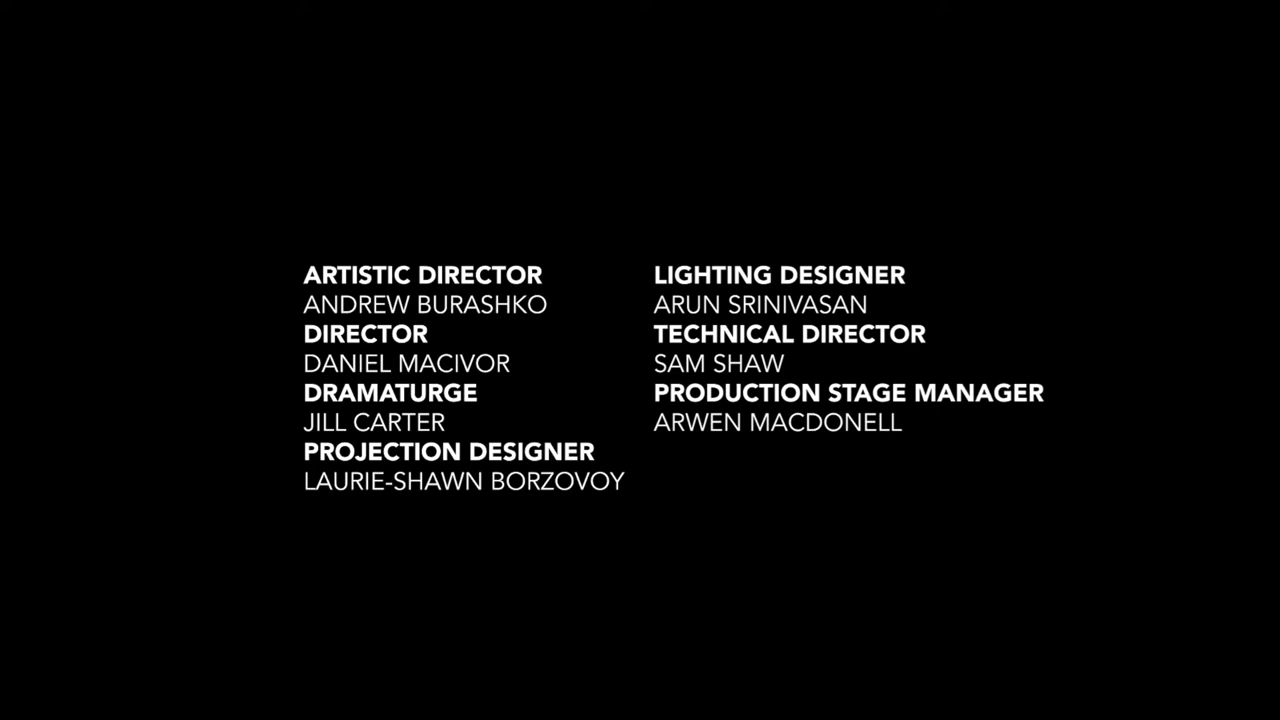 ARTISTIC DIRECTOR
ANDREW BURASHKO
DIRECTOR
DANIEL MACIVOR
DRAMATURGE
JILL CARTER
PROJECTION DESIGNER
LAURIE-SHAWN BORZOVOY
LIGHTING DESIGNER
ARUN SRINIVASAN
TECHNICAL DIRECTOR
SAM SHAW
PRODUCTION STAGE MANAGER
ARWEN MACDONELL